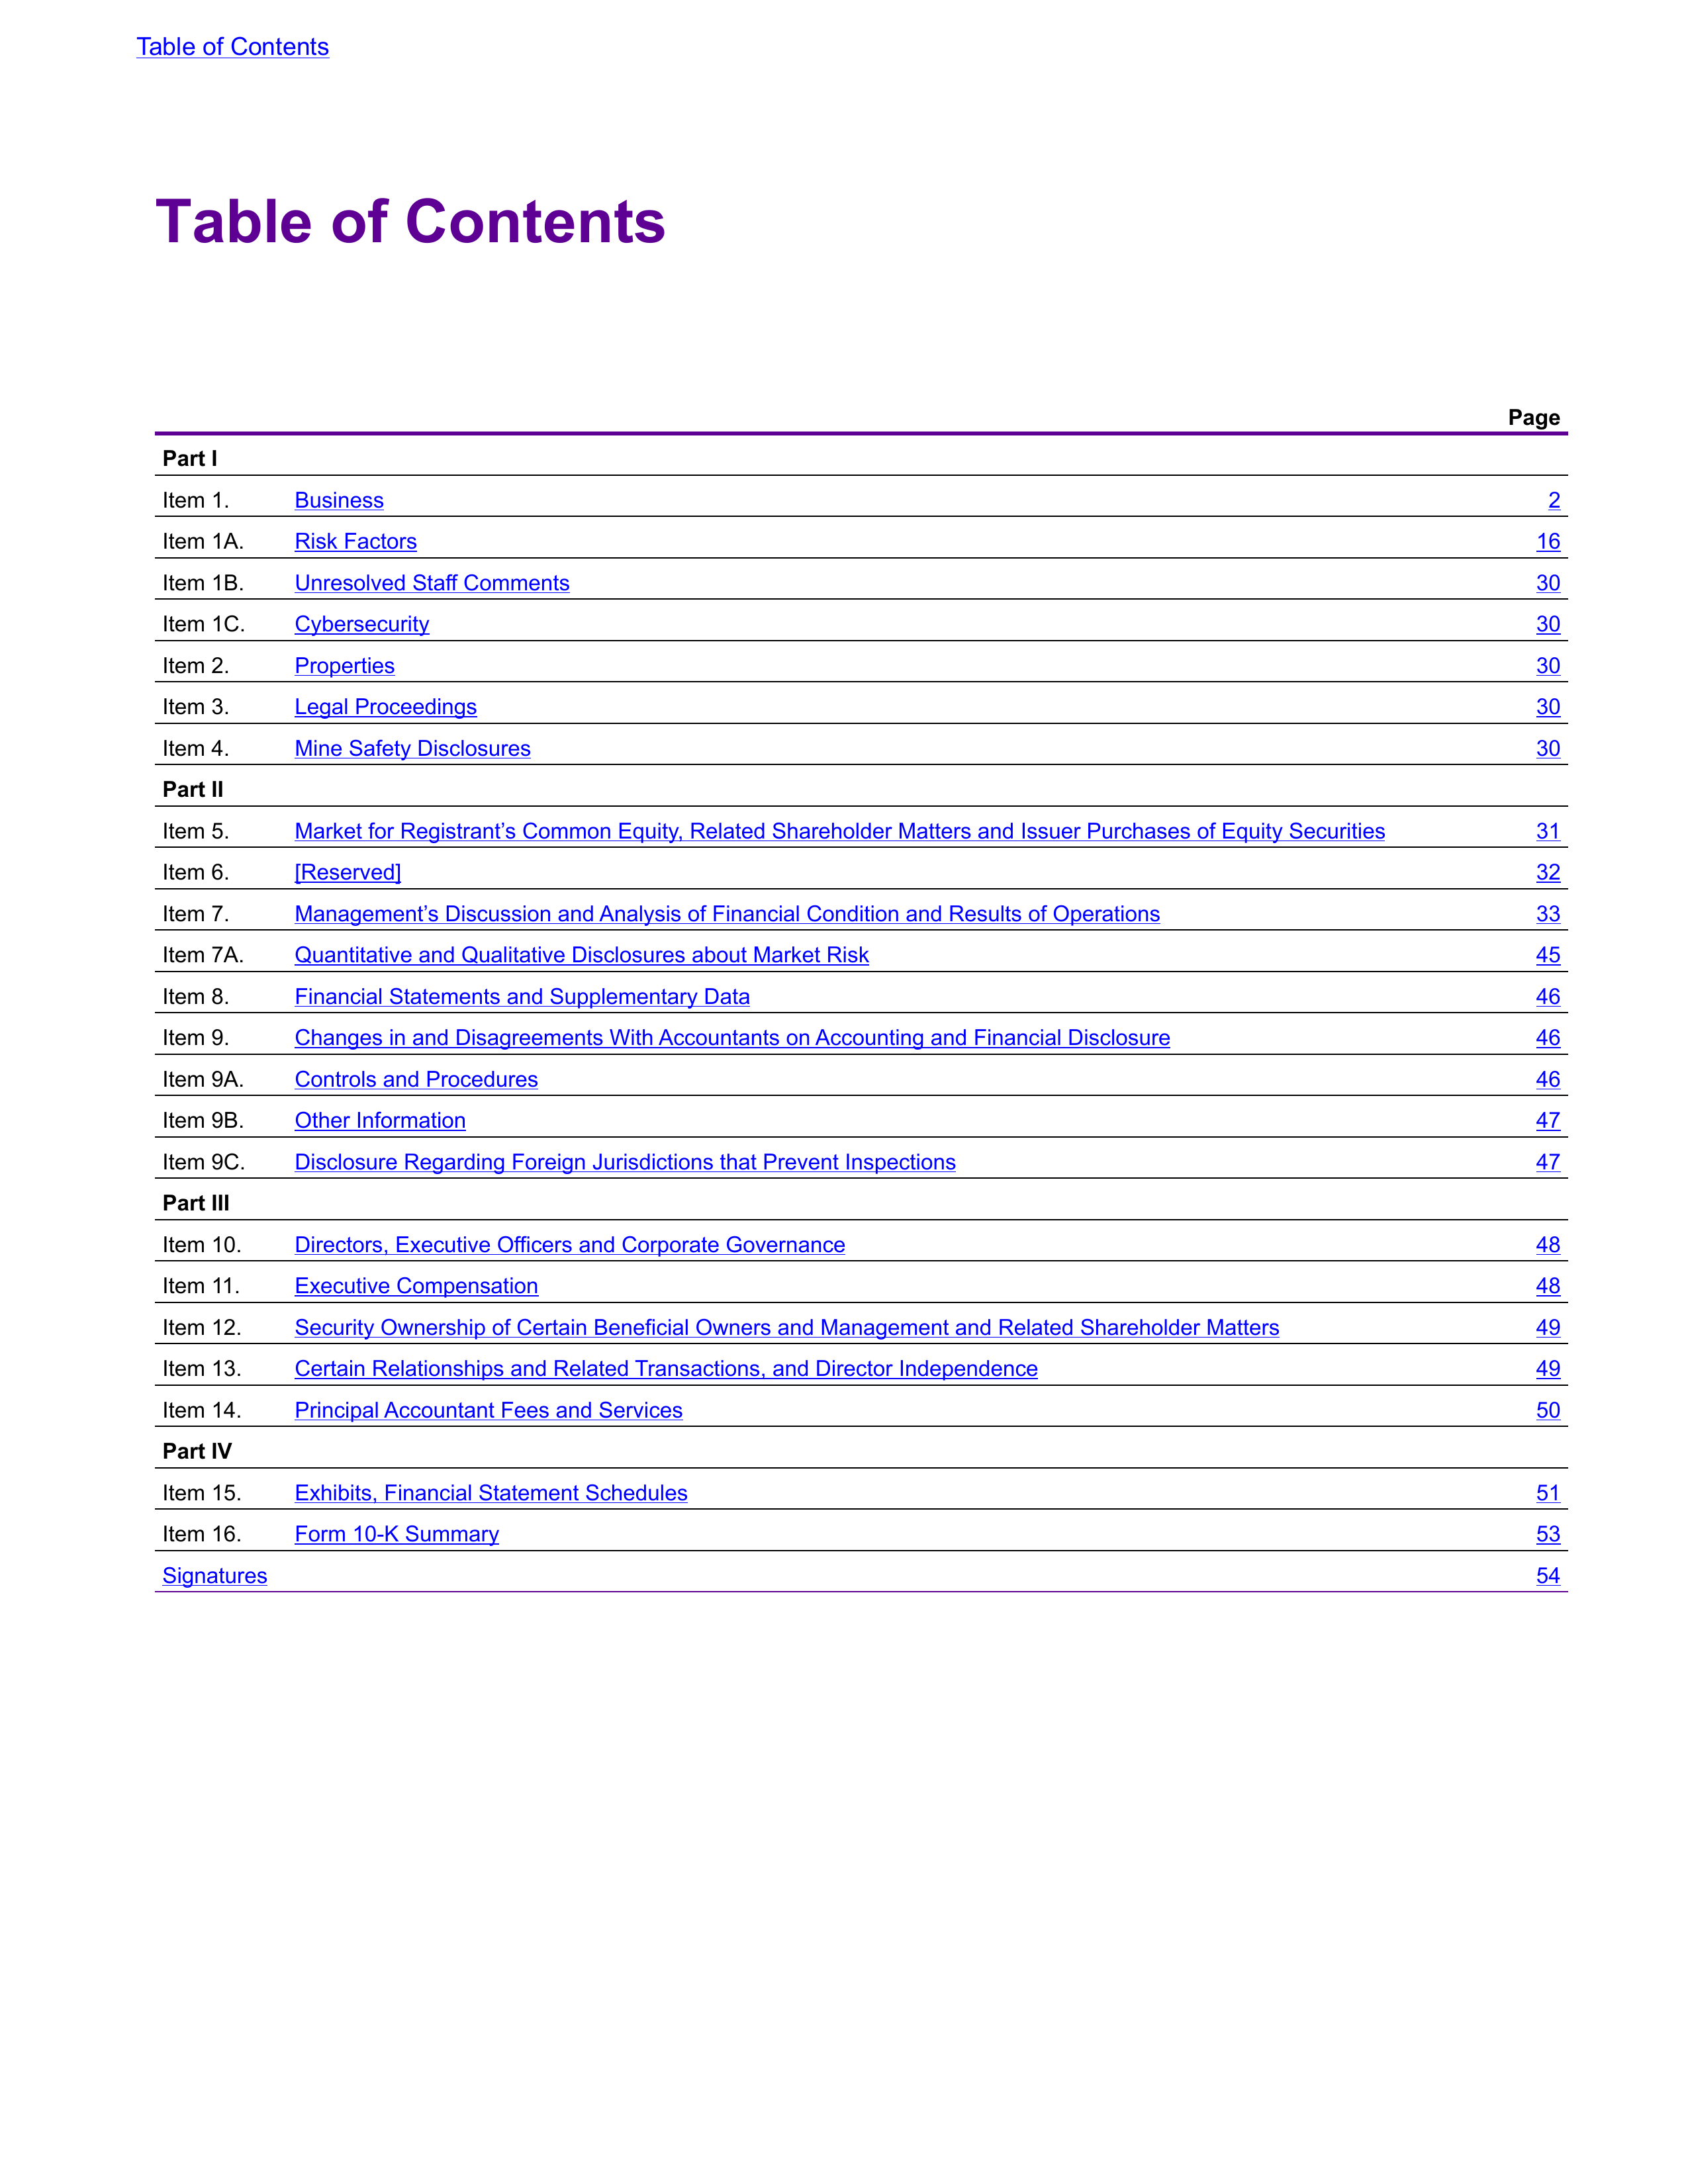 Table of Contents
Table of Contents
Page
Part I
Item 1. Business 2
Item 1A. Risk Factors 16
Item 1B. Unresolved Staff Comments 30
Item 1C. Cybersecurity 30
Item 2. Properties 30
Item 3. Legal Proceedings 30
Item 4. Mine Safety Disclosures 30
Part II
Item 5. Market for Registrant’s Common Equity, Related Shareholder Matters and Issuer Purchases of Equity Securities 31
Item 6. [Reserved] 32
Item 7. Management’s Discussion and Analysis of Financial Condition and Results of Operations 33
Item 7A. Quantitative and Qualitative Disclosures about Market Risk 45
Item 8. Financial Statements and Supplementary Data 46
Item 9. Changes in and Disagreements With Accountants on Accounting and Financial Disclosure 46
Item 9A. Controls and Procedures 46
Item 9B. Other Information 47
Item 9C. Disclosure Regarding Foreign Jurisdictions that Prevent Inspections 47
Part III
Item 10. Directors, Executive Officers and Corporate Governance 48
Item 11. Executive Compensation 48
Item 12. Security Ownership of Certain Beneficial Owners and Management and Related Shareholder Matters 49
Item 13. Certain Relationships and Related Transactions, and Director Independence 49
Item 14. Principal Accountant Fees and Services 50
Part IV
Item 15. Exhibits, Financial Statement Schedules 51
Item 16. Form 10-K Summary 53
Signatures 54